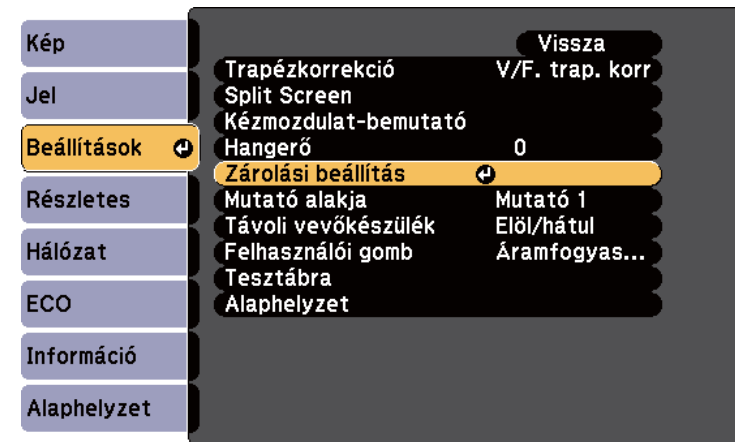 Kép
Jel
Beállítások
Részletes
Hálózat
ECO
Információ
Alaphelyzet
Vissza
Trapézkorrekció V/F. trap. korr
Split Screen
Kézmozdulat-bemutató
Hangerő 0
Zárolási beállítás
Mutató alakja Mutató 1
Távoli vevőkészülék Elöl/hátul
Felhasználói gomb Áramfogyas...
Tesztábra
Alaphelyzet